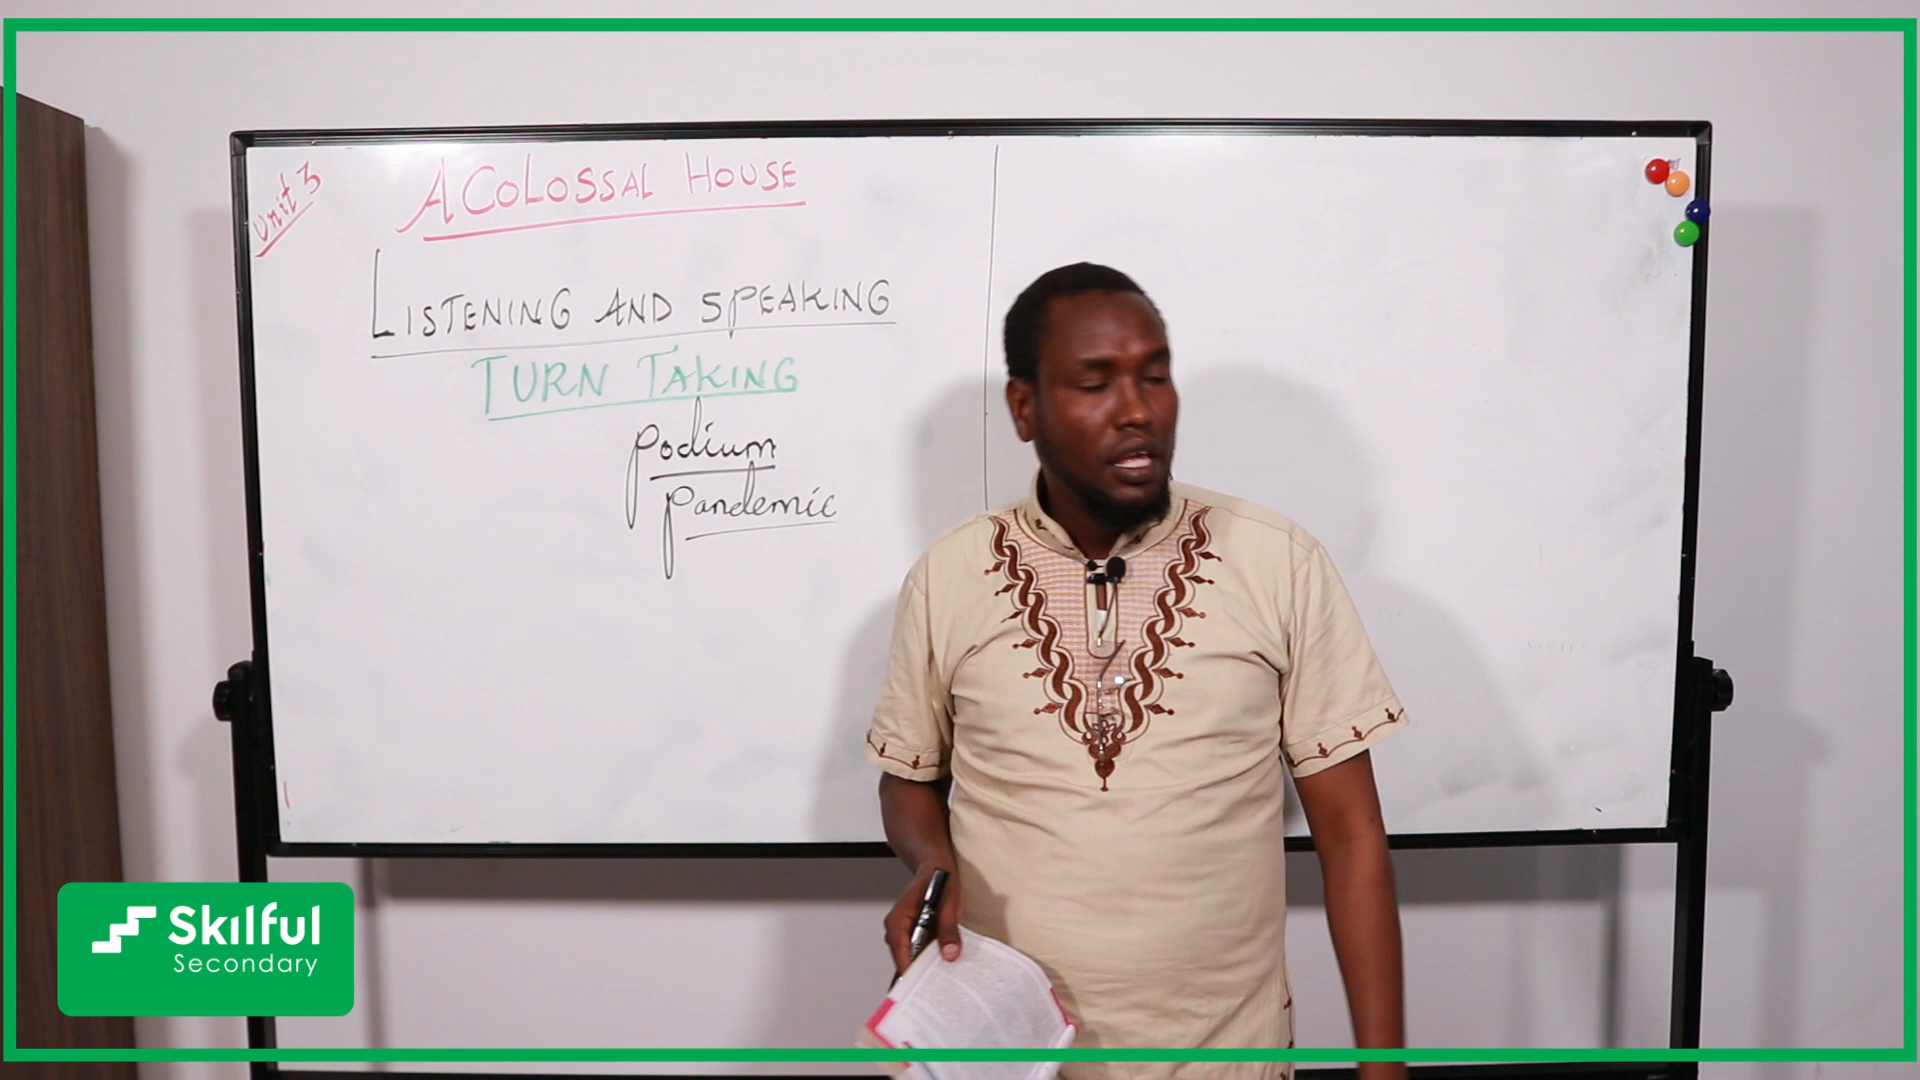 Unit 3
A COLOSSAL HOUSE
LISTENING AND SPEAKING
TURN TAKING
podium
pandemic
Skilful
Secondary